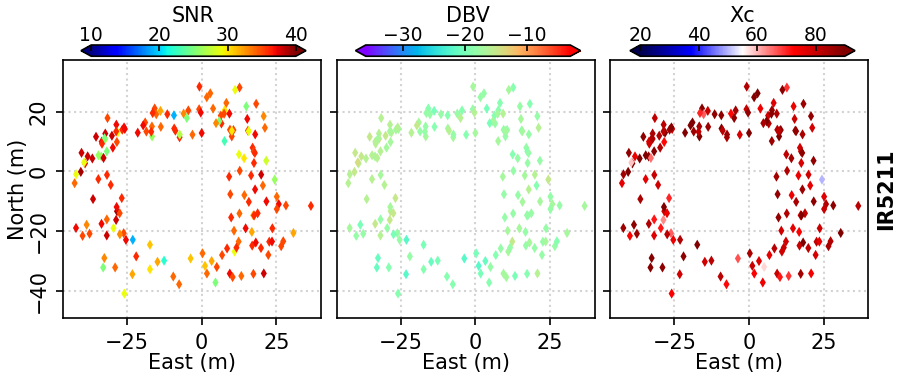 SNR DBV Xc
10 20 30 40 −30 −20 −10 20 40 60 80
20
0
−20
−40
North (m)
IR5211
−25 0 25 −25 0 25 −25 0 25
East (m) East (m) East (m)